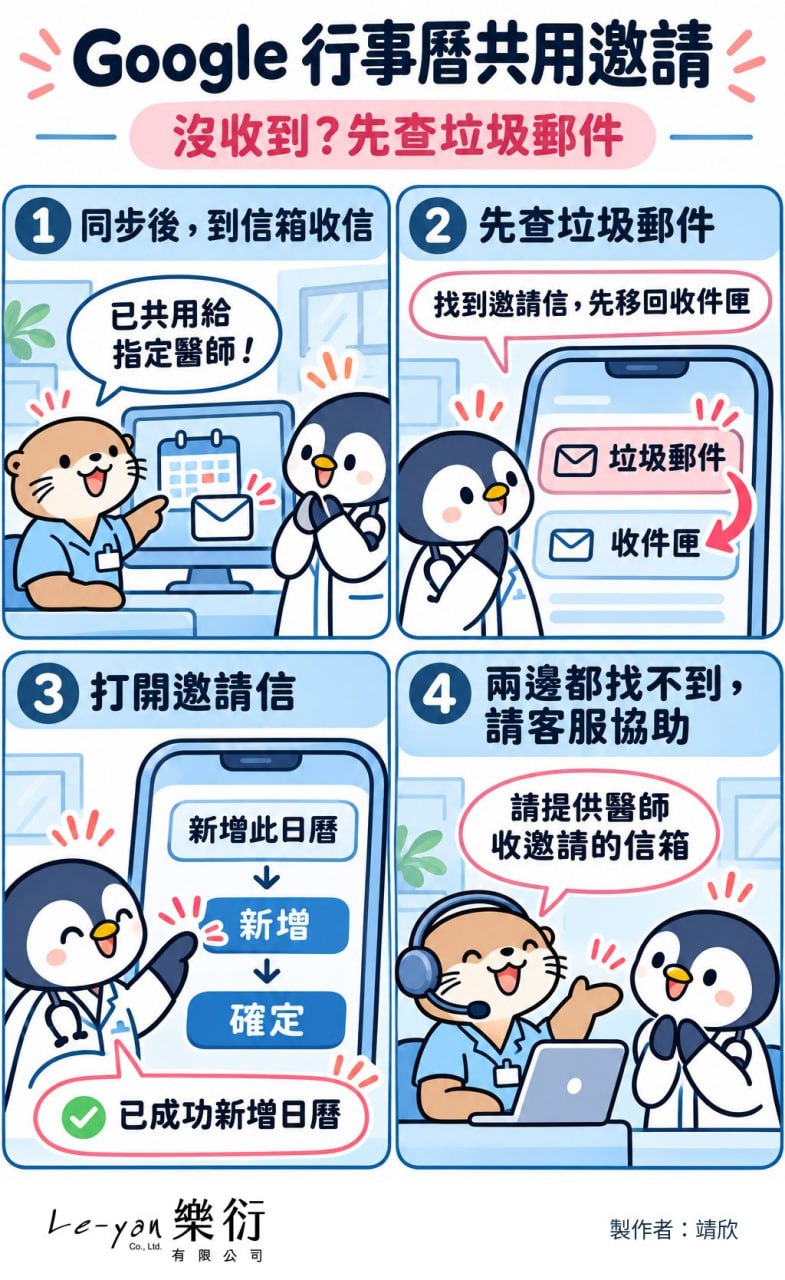 Google 行事曆共用邀請
沒收到？先查垃圾郵件
1 同步後，到信箱收信
已共用給
指定醫師！
2 先查垃圾郵件
找到邀請信，先移回收件匣
垃圾郵件
收件匣
3 打開邀請信
新增此日曆
新增
確定
已成功新增日曆
4 兩邊都找不到，
請客服協助
請提供醫師
收邀請的信箱
Le-yan 樂衍
Co., Ltd. 有限公司
製作者：靖欣